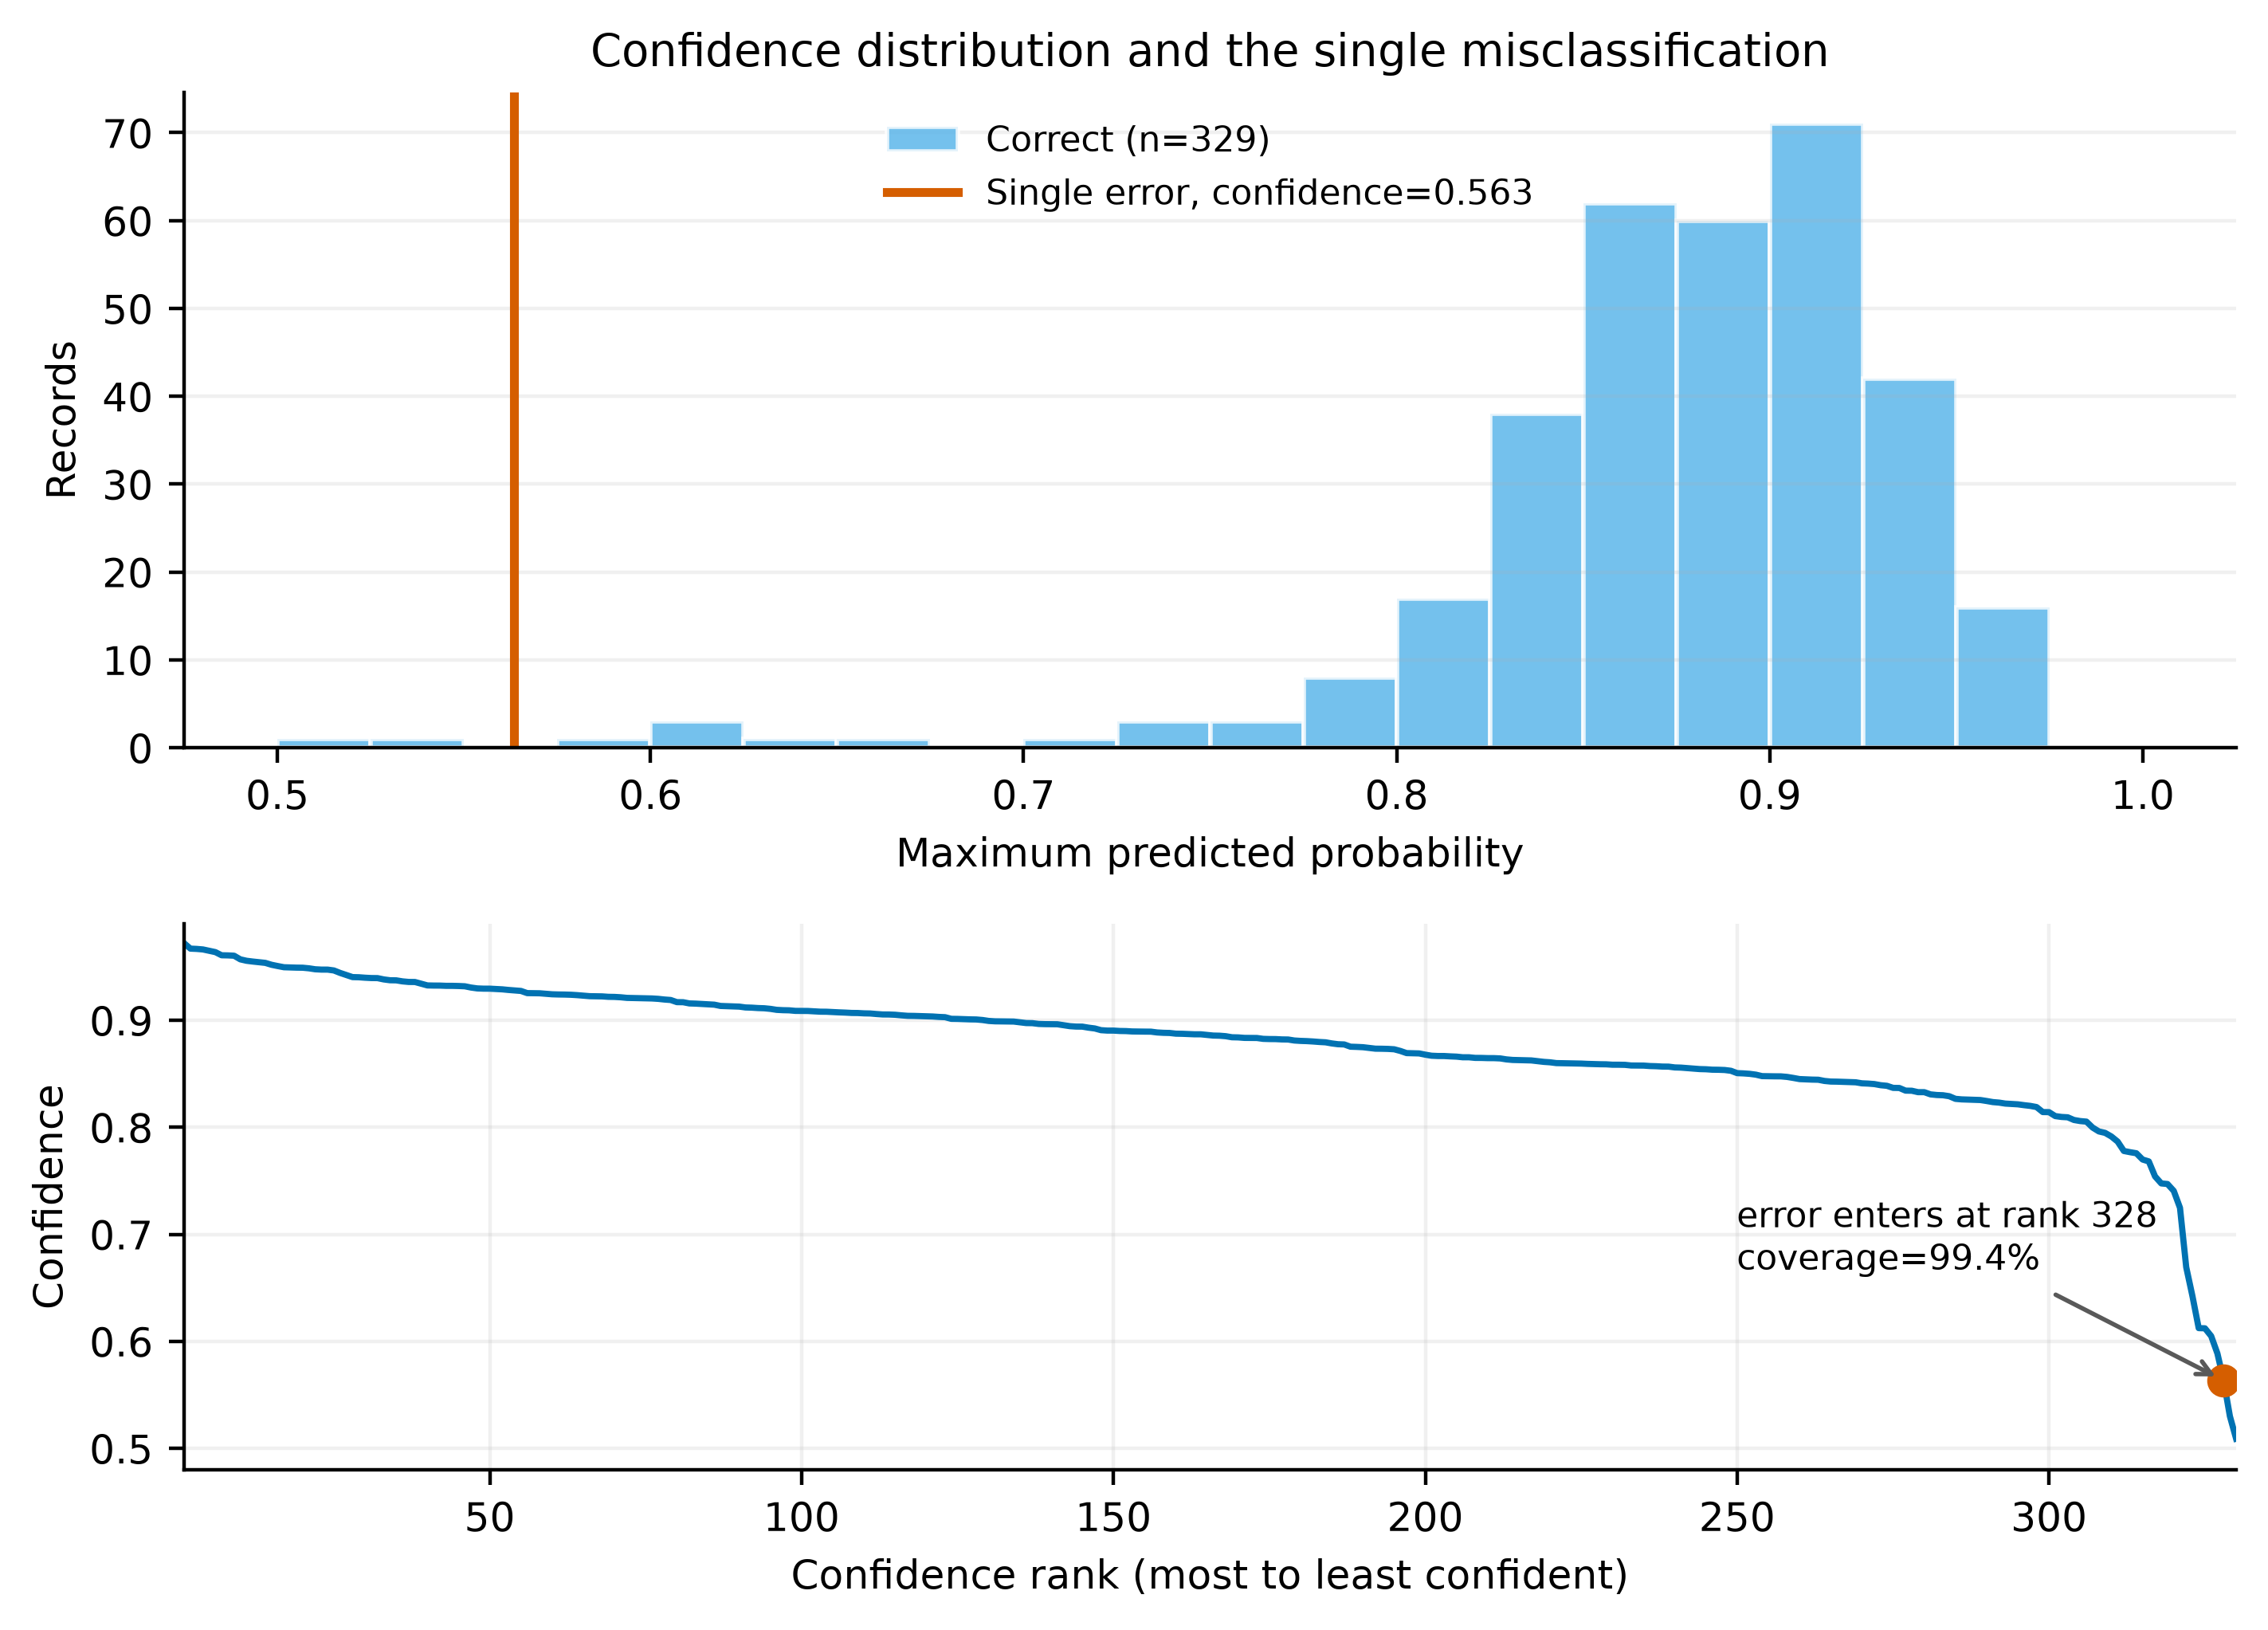 Confidence distribution and the single misclassification
Records
70
60
50
40
30
20
10
0
Correct (n=329)
Single error, confidence=0.563
0.5 0.6 0.7 0.8 0.9 1.0
Maximum predicted probability
Confidence
0.9
0.8
0.7
0.6
0.5
error enters at rank 328
coverage=99.4%
50 100 150 200 250 300
Confidence rank (most to least confident)